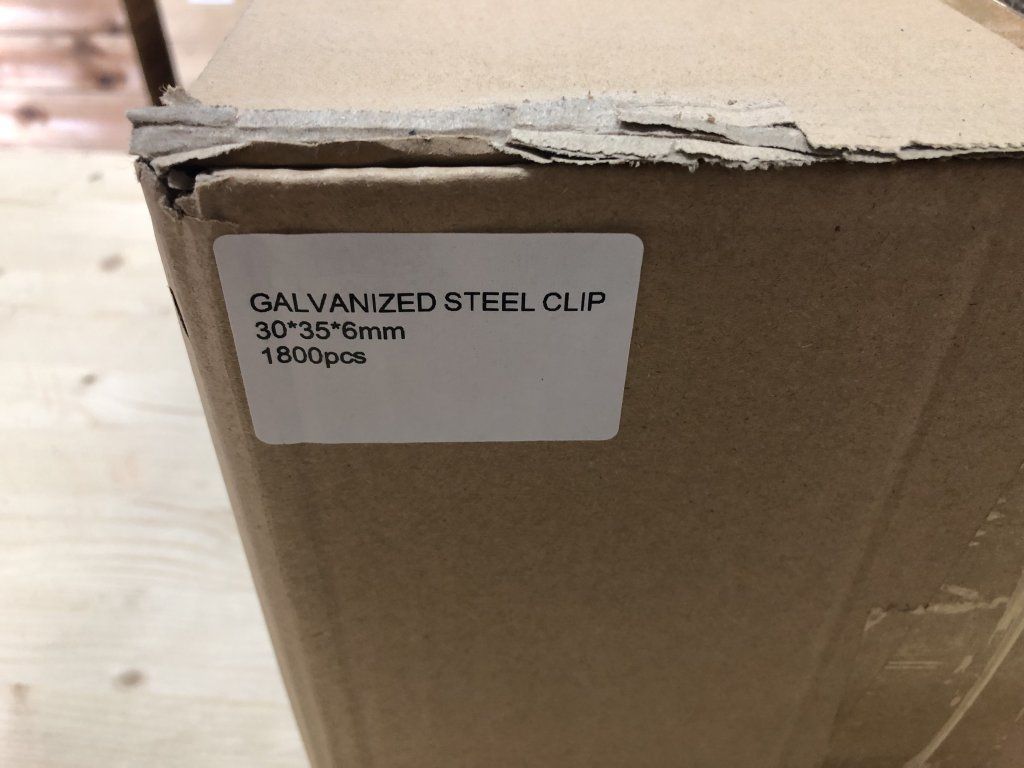 GALVANIZED STEEL CLIP
30*35*6mm
1800pcs